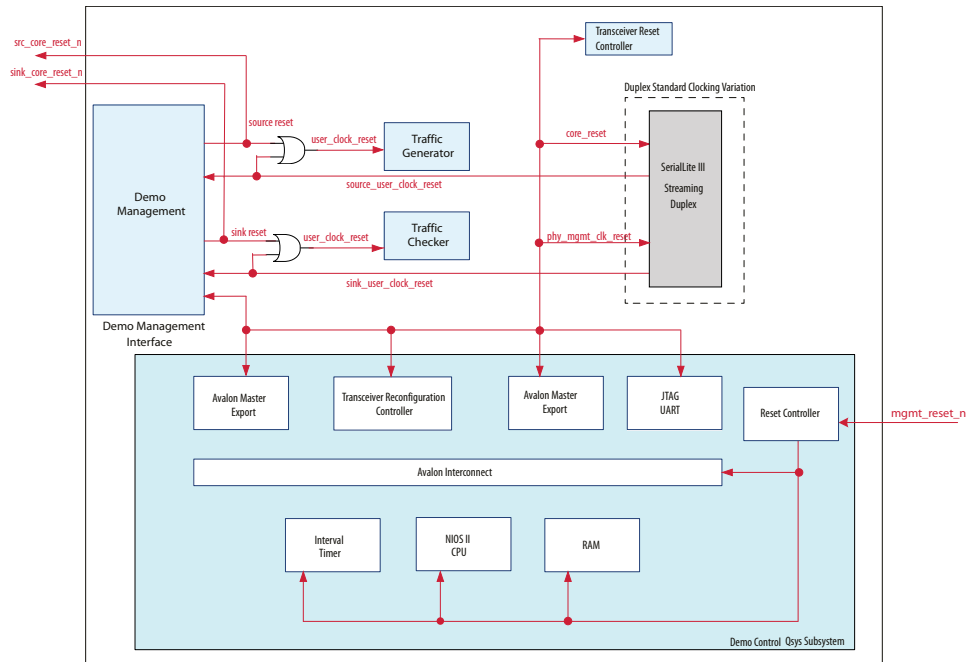 src_core_reset_n
Transceiver Reset
Controller
sink_core_reset_n
Duplex Standard Clocking Variation
source reset
user_clock_reset
Traffic
Generator
core_reset
SerialLite III
Streaming
Duplex
source_user_clock_reset
Demo
Management
sink reset
user_clock_reset
Traffic
Checker
phy_mgmt_clk_reset
sink_user_clock_reset
Demo Management
Interface
Avalon Master
Export
Transceiver Reconfiguration
Controller
Avalon Master
Export
JTAG
UART
Reset Controller
mgmt_reset_n
Avalon Interconnect
Interval
Timer
NIOS II
CPU
RAM
Demo Control Qsys Subsystem